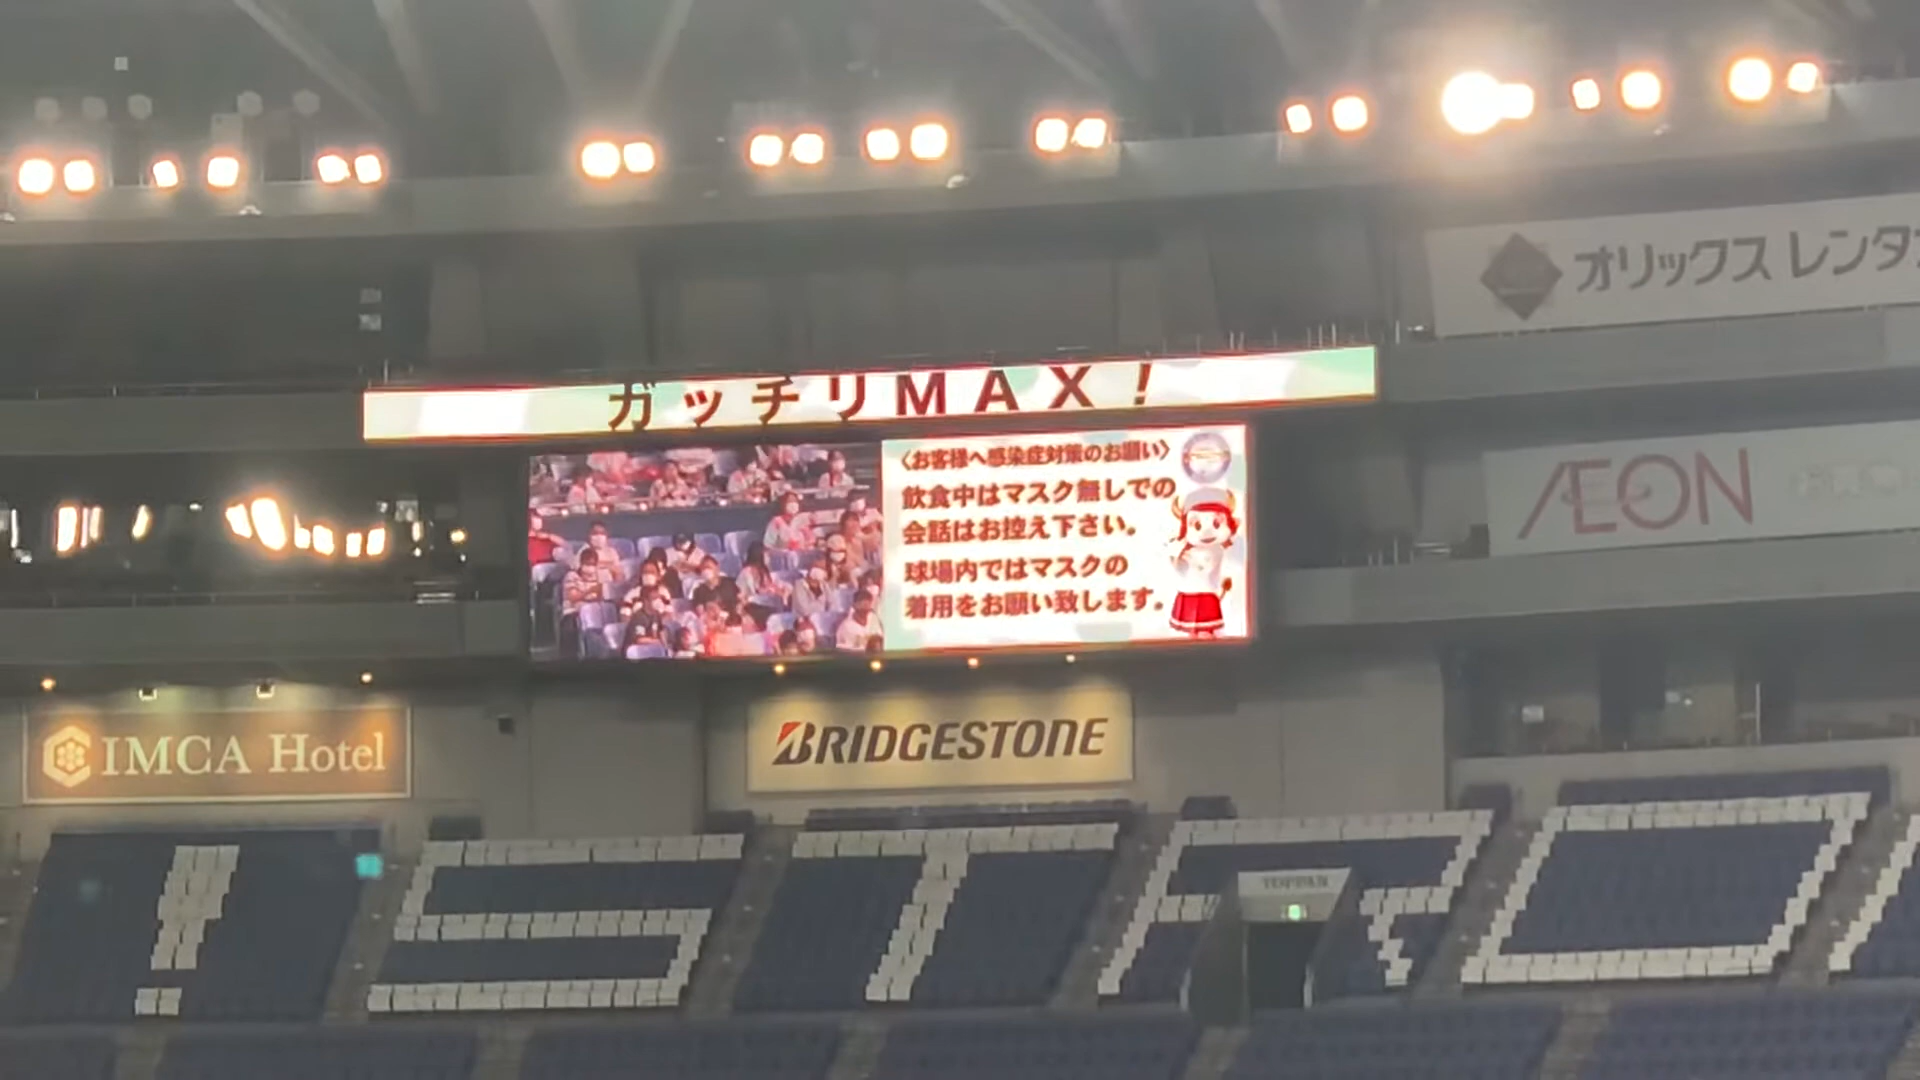 オリックス レンタ
ガッチリMAX!
〈お客様へ感染症対策のお願い〉
飲食中はマスク無しでの
会話はお控え下さい。
球場内ではマスクの
着用をお願い致します。
ÆON
IMCA Hotel
BRIDGESTONE
TOPPAN
! STRO